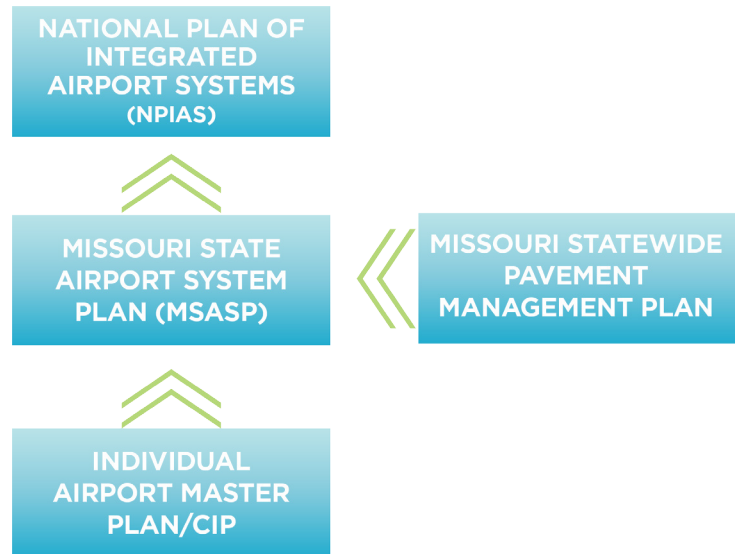 NATIONAL PLAN OF
INTEGRATED
AIRPORT SYSTEMS
(NPIAS)
MISSOURI STATE
AIRPORT SYSTEM
PLAN (MSASP)
MISSOURI STATEWIDE
PAVEMENT
MANAGEMENT PLAN
INDIVIDUAL
AIRPORT MASTER
PLAN/CIP